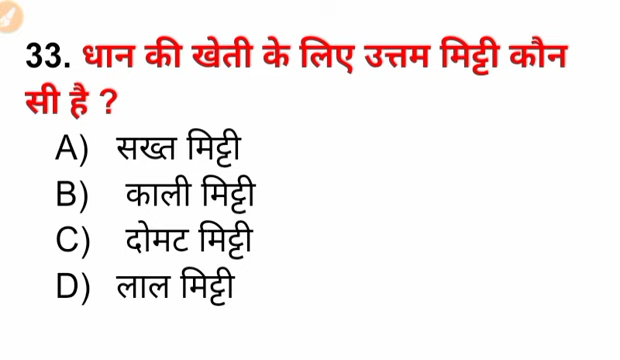 33. धान की खेती के लिए उत्तम मिट्टी कौन
सी है ?
A) सख्त मिट्टी
B) काली मिट्टी
C) दोमट मिट्टी
D) लाल मिट्टी